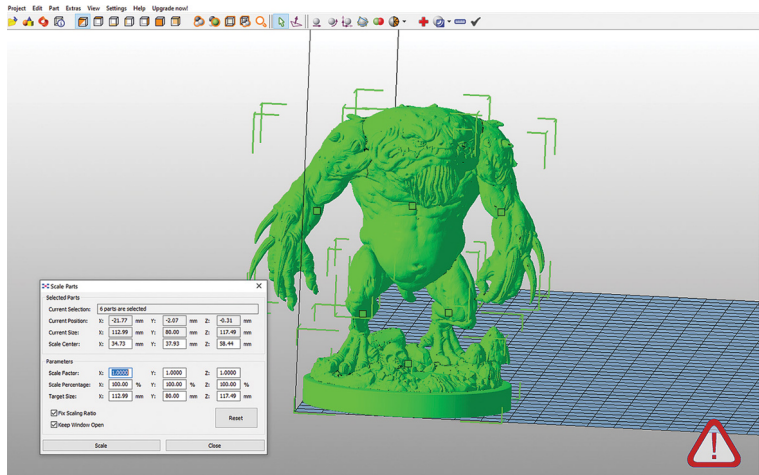 Project Edit Part Extras View Settings Help Upgrade now!
Scale Parts
Selected Parts
Current Selection: 6 parts are selected
Current Position: X: -21.77 mm Y: -2.07 mm Z: -0.31 mm
Current Size: X: 112.99 mm Y: 80.00 mm Z: 117.49 mm
Scale Center: X: 34.73 mm Y: 37.93 mm Z: 58.44 mm
Parameters
Scale Factor: X: 1.0000 Y: 1.0000 Z: 1.0000
Scale Percentage: X: 100.00 % Y: 100.00 % Z: 100.00 %
Target Size: X: 112.99 mm Y: 80.00 mm Z: 117.49 mm
Fix Scaling Ratio
Keep Window Open
Reset
Scale Close